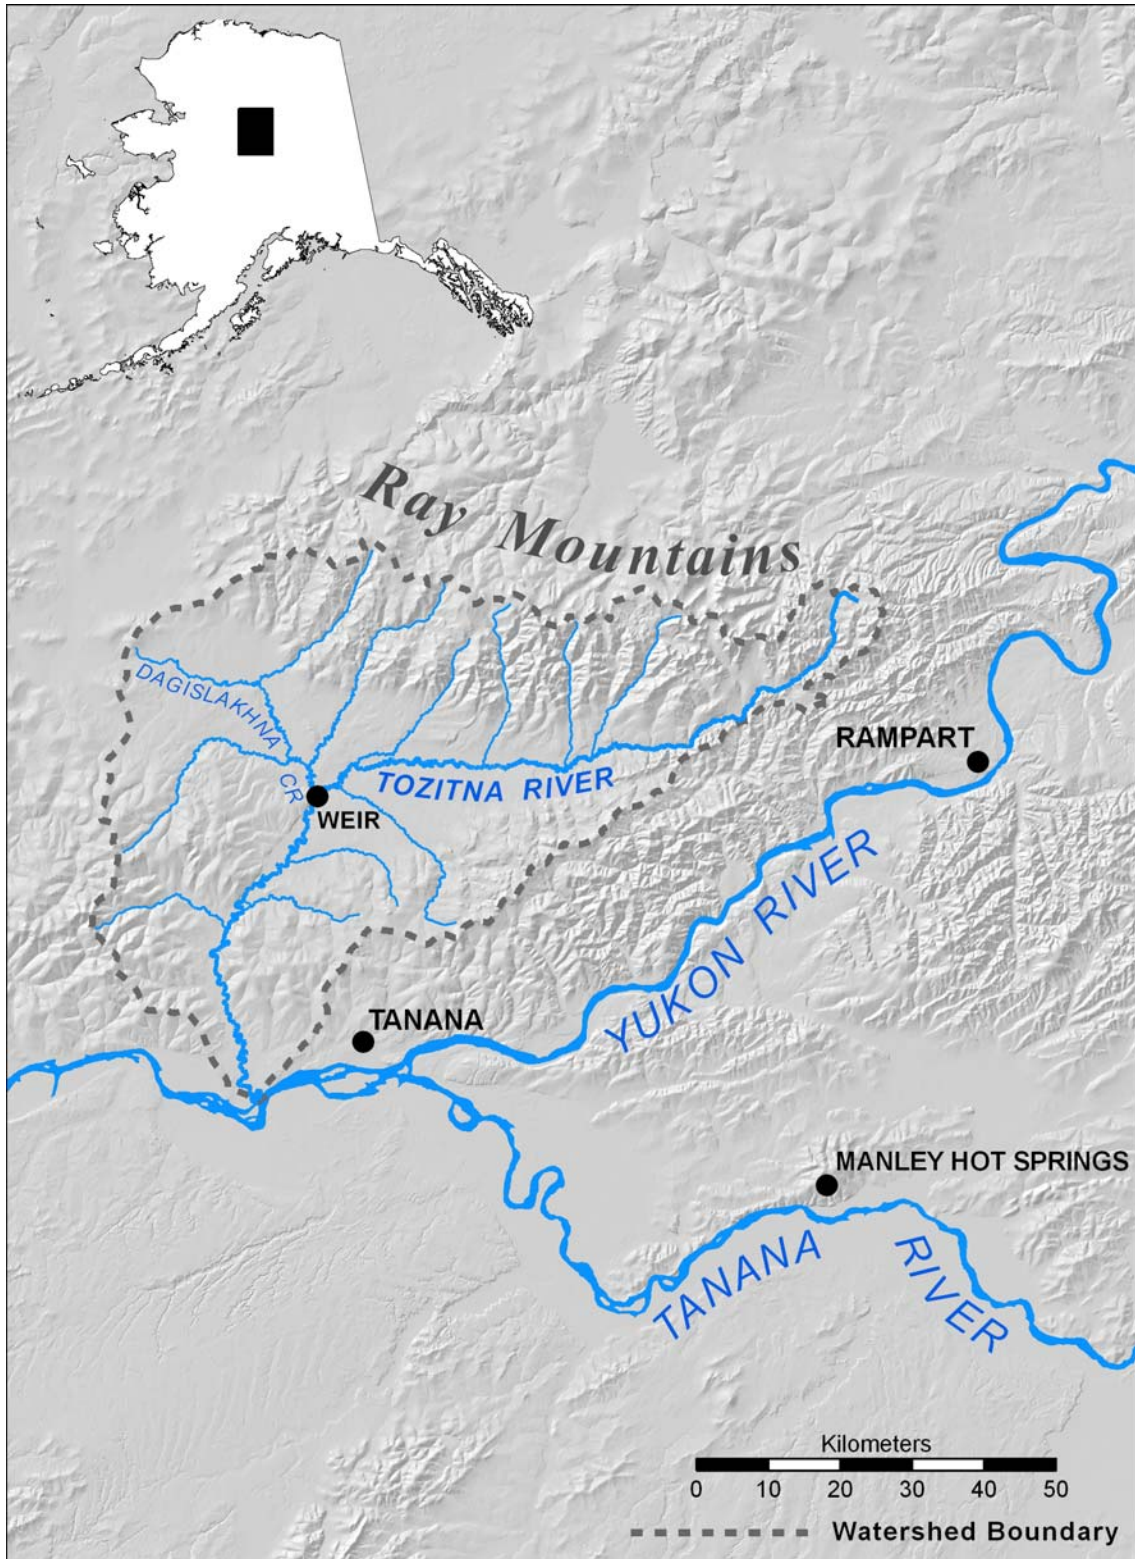 Ray Mountains
DAGISLAKHNA CR
RAMPART
TOZITNA RIVER
WEIR
YUKON RIVER
TANANA
MANLEY HOT SPRINGS
TANANA RIVER
Kilometers
0 10 20 30 40 50
Watershed Boundary